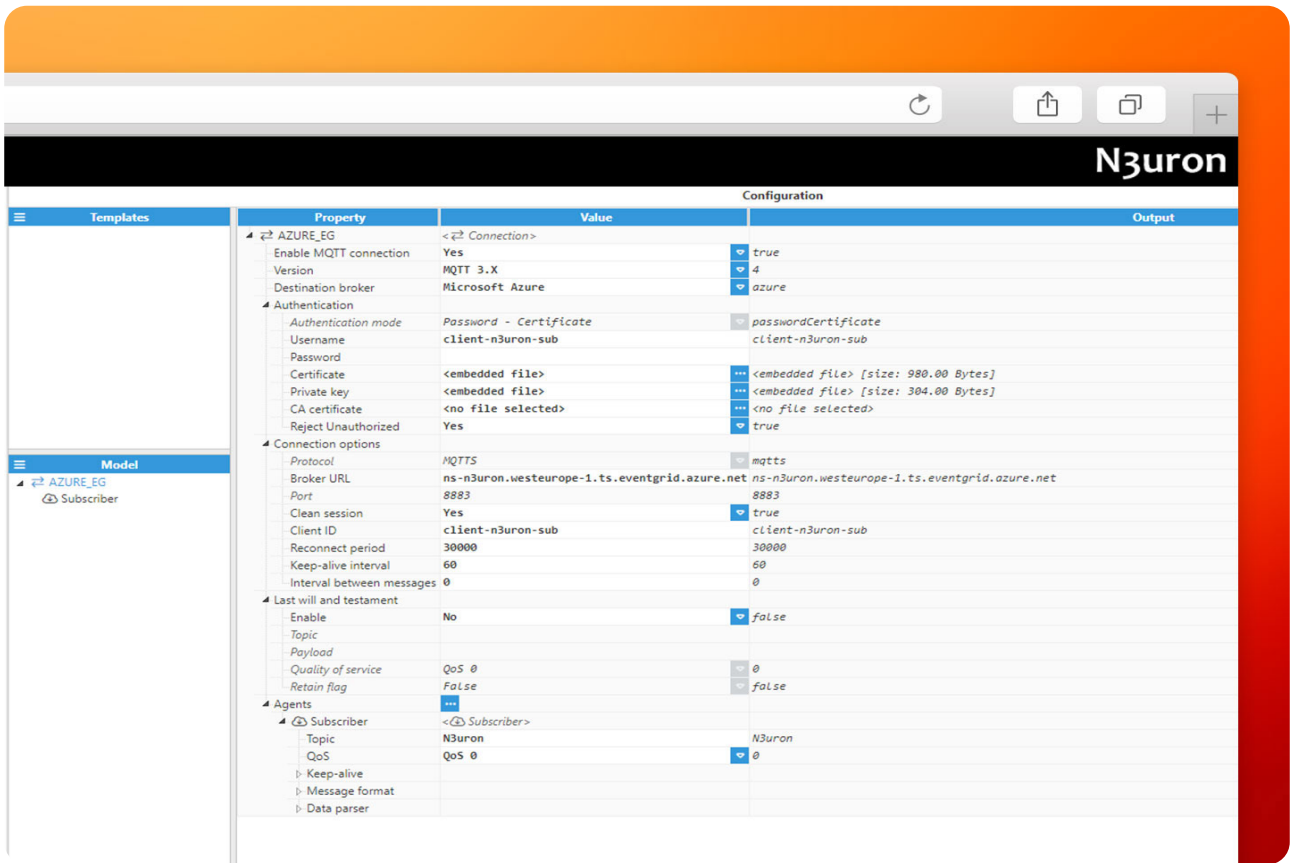 N3uron
Configuration
Templates
Property Value Output
AZURE_EG < Connection>
Enable MQTT connection Yes true
Version MQTT 3.X 4
Destination broker Microsoft Azure azure
Authentication
Authentication mode Password - Certificate passwordCertificate
Username client-n3uron-sub client-n3uron-sub
Password
Certificate <embedded file> ... <embedded file> [size: 980.00 Bytes]
Private key <embedded file> ... <embedded file> [size: 304.00 Bytes]
CA certificate <no file selected> ... <no file selected>
Reject Unauthorized Yes true
Connection options
Protocol MQTTS mqtts
Broker URL ns-n3uron.westeurope-1.ts.eventgrid.azure.net ns-n3uron.westeurope-1.ts.eventgrid.azure.net
Port 8883 8883
Clean session Yes true
Client ID client-n3uron-sub client-n3uron-sub
Reconnect period 30000 30000
Keep-alive interval 60 60
Interval between messages 0 0
Last will and testament
Enable No false
Topic
Payload
Quality of service QoS 0 0
Retain flag False false
Agents ...
Subscriber < Subscriber>
Topic N3uron N3uron
QoS QoS 0 0
Keep-alive
Message format
Data parser
Model
AZURE_EG
Subscriber